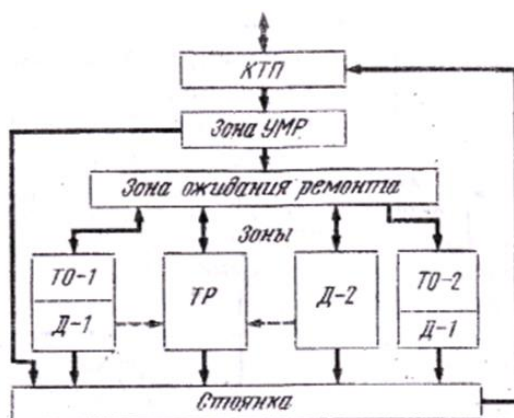 КТП
Зона УМР
Зона ожидания ремонта
Зоны
ТО-1
Д-1
ТР
Д-2
ТО-2
Д-1
Стоянка